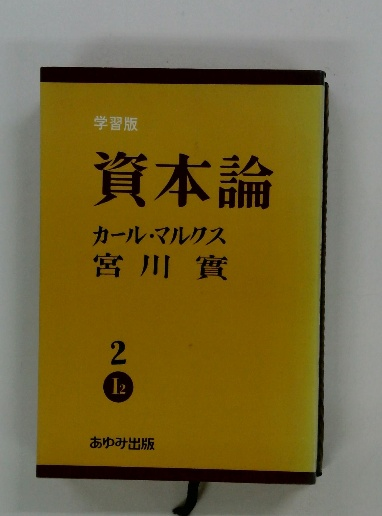 学習版
資本論
カール・マルクス
宮川 實
2
I2
あゆみ出版